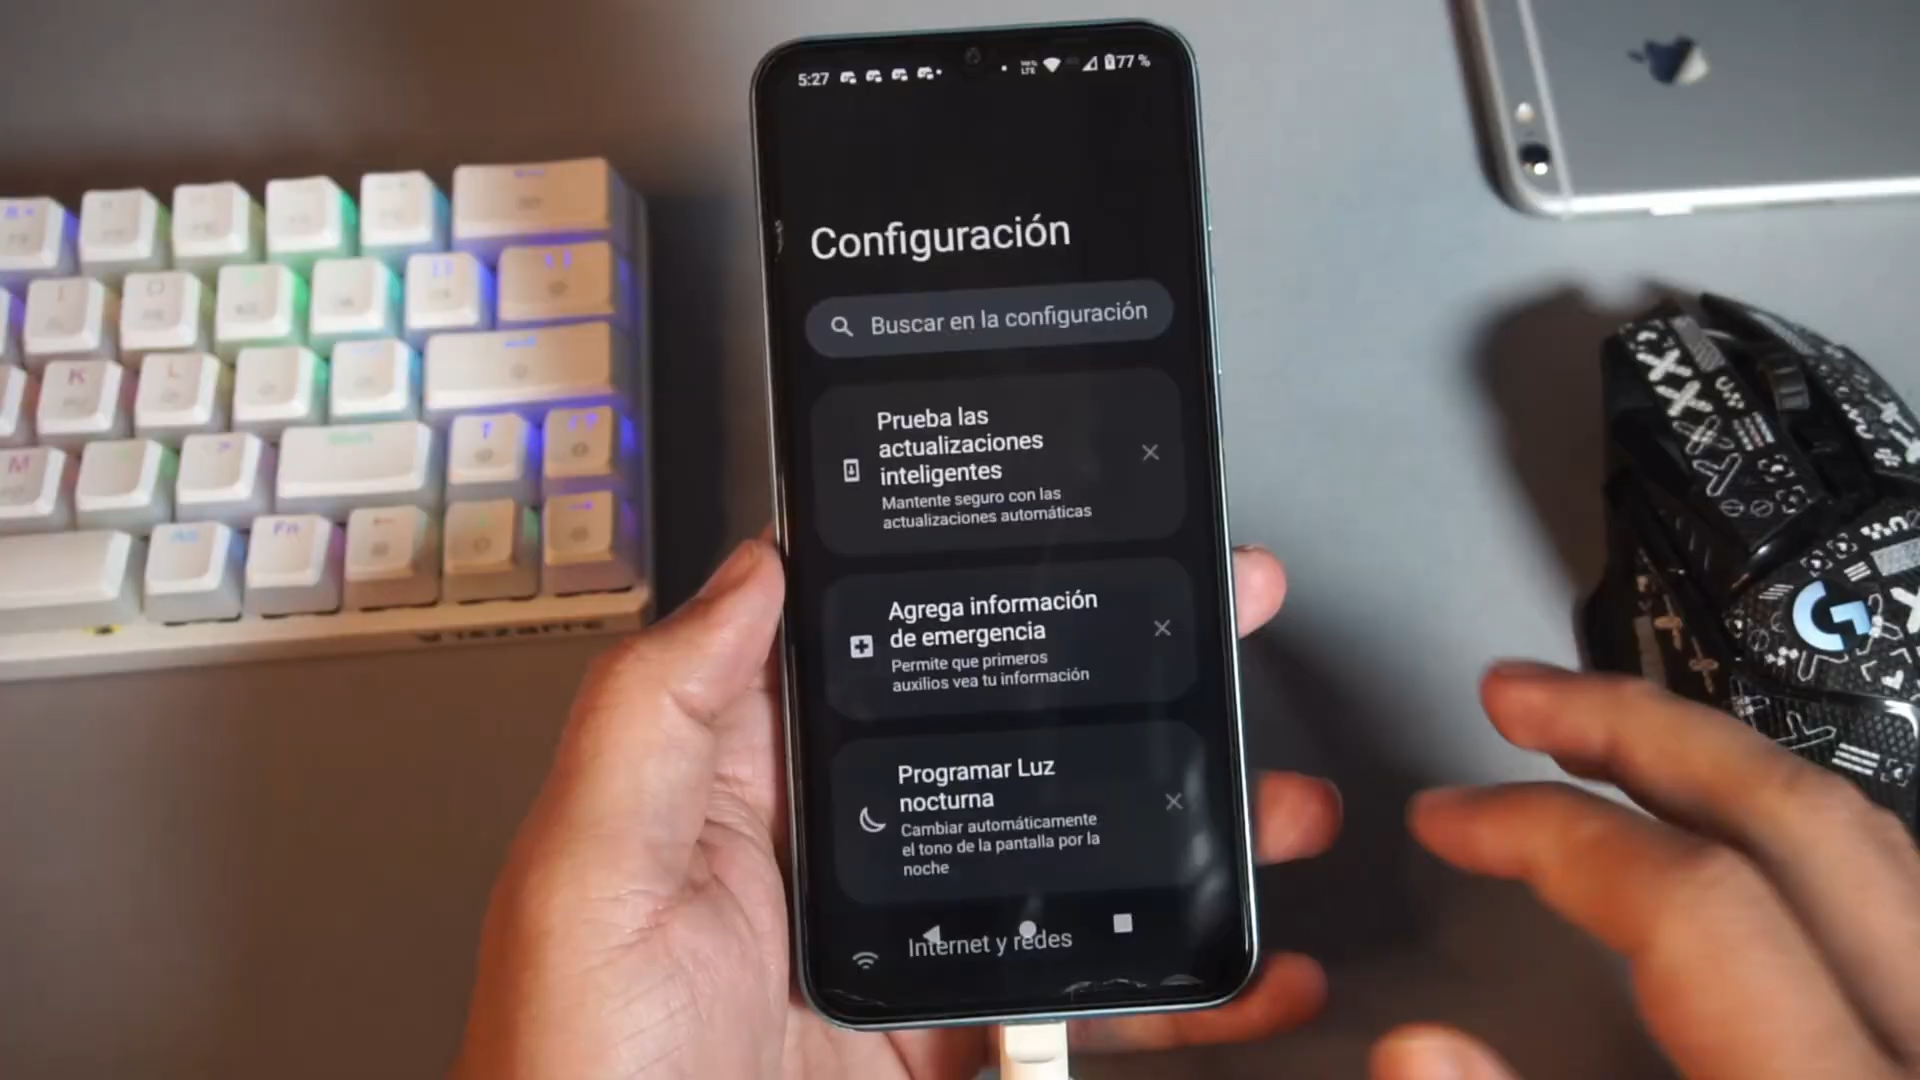 5:27
LTE
77 %
Configuración
Buscar en la configuración
Prueba las
actualizaciones
inteligentes
Mantente seguro con las
actualizaciones automáticas
Agrega información
de emergencia
Permite que primeros
auxilios vea tu información
Programar Luz
nocturna
Cambiar automáticamente
el tono de la pantalla por la
noche
Internet y redes
K
L
M
Fn
G